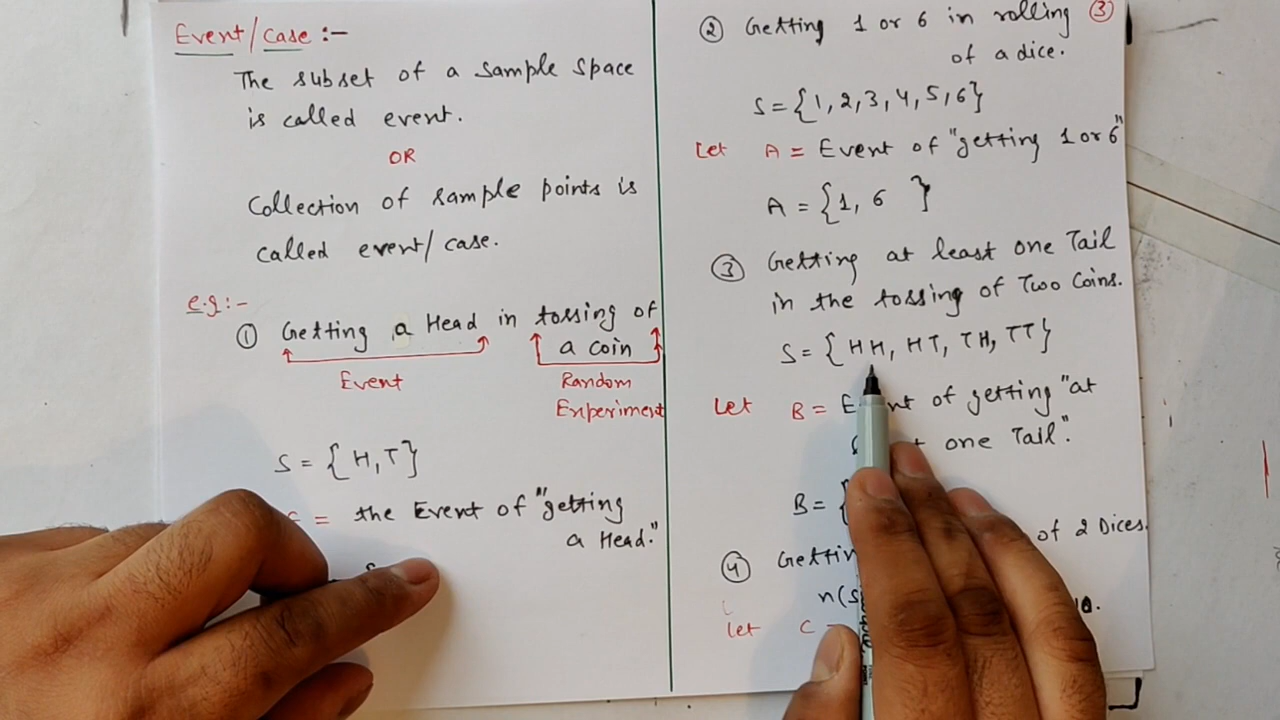 Event/Case :-
The subset of a sample space
is called event.
OR
Collection of sample points is
called event/case.
e.g:-
① Getting a Head in tossing of
a coin
Event
Random
Experiment
S = {H, T}
= the Event of "getting
a Head."
② Getting 1 or 6 in rolling ③
of a dice.
S = {1, 2, 3, 4, 5, 6}
Let A = Event of "getting 1 or 6"
A = {1, 6 }
③ Getting at least one Tail
in the tossing of Two Coins.
S = { HH, HT, TH, TT}
Let B = Event of getting "at
one Tail".
B = {
④ of 2 Dices.
n(s
let C